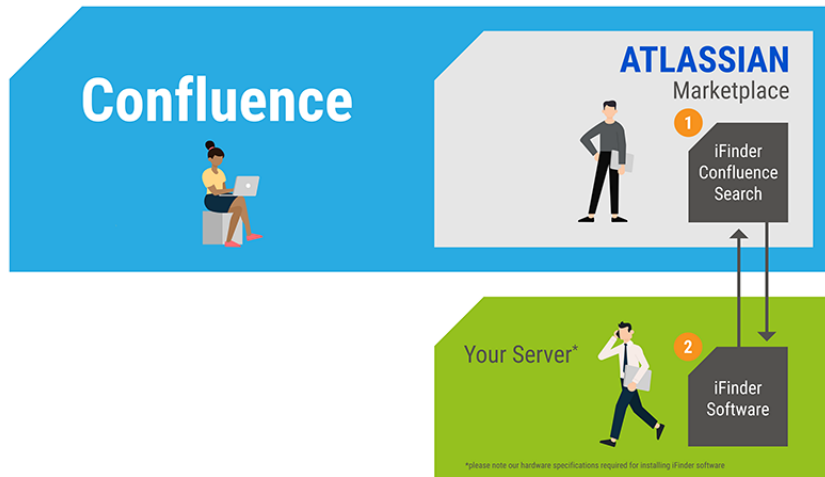 Confluence
ATLASSIAN
Marketplace
1
iFinder
Confluence
Search
Your Server*
2
iFinder
Software
*please note our hardware specifications required for installing iFinder software